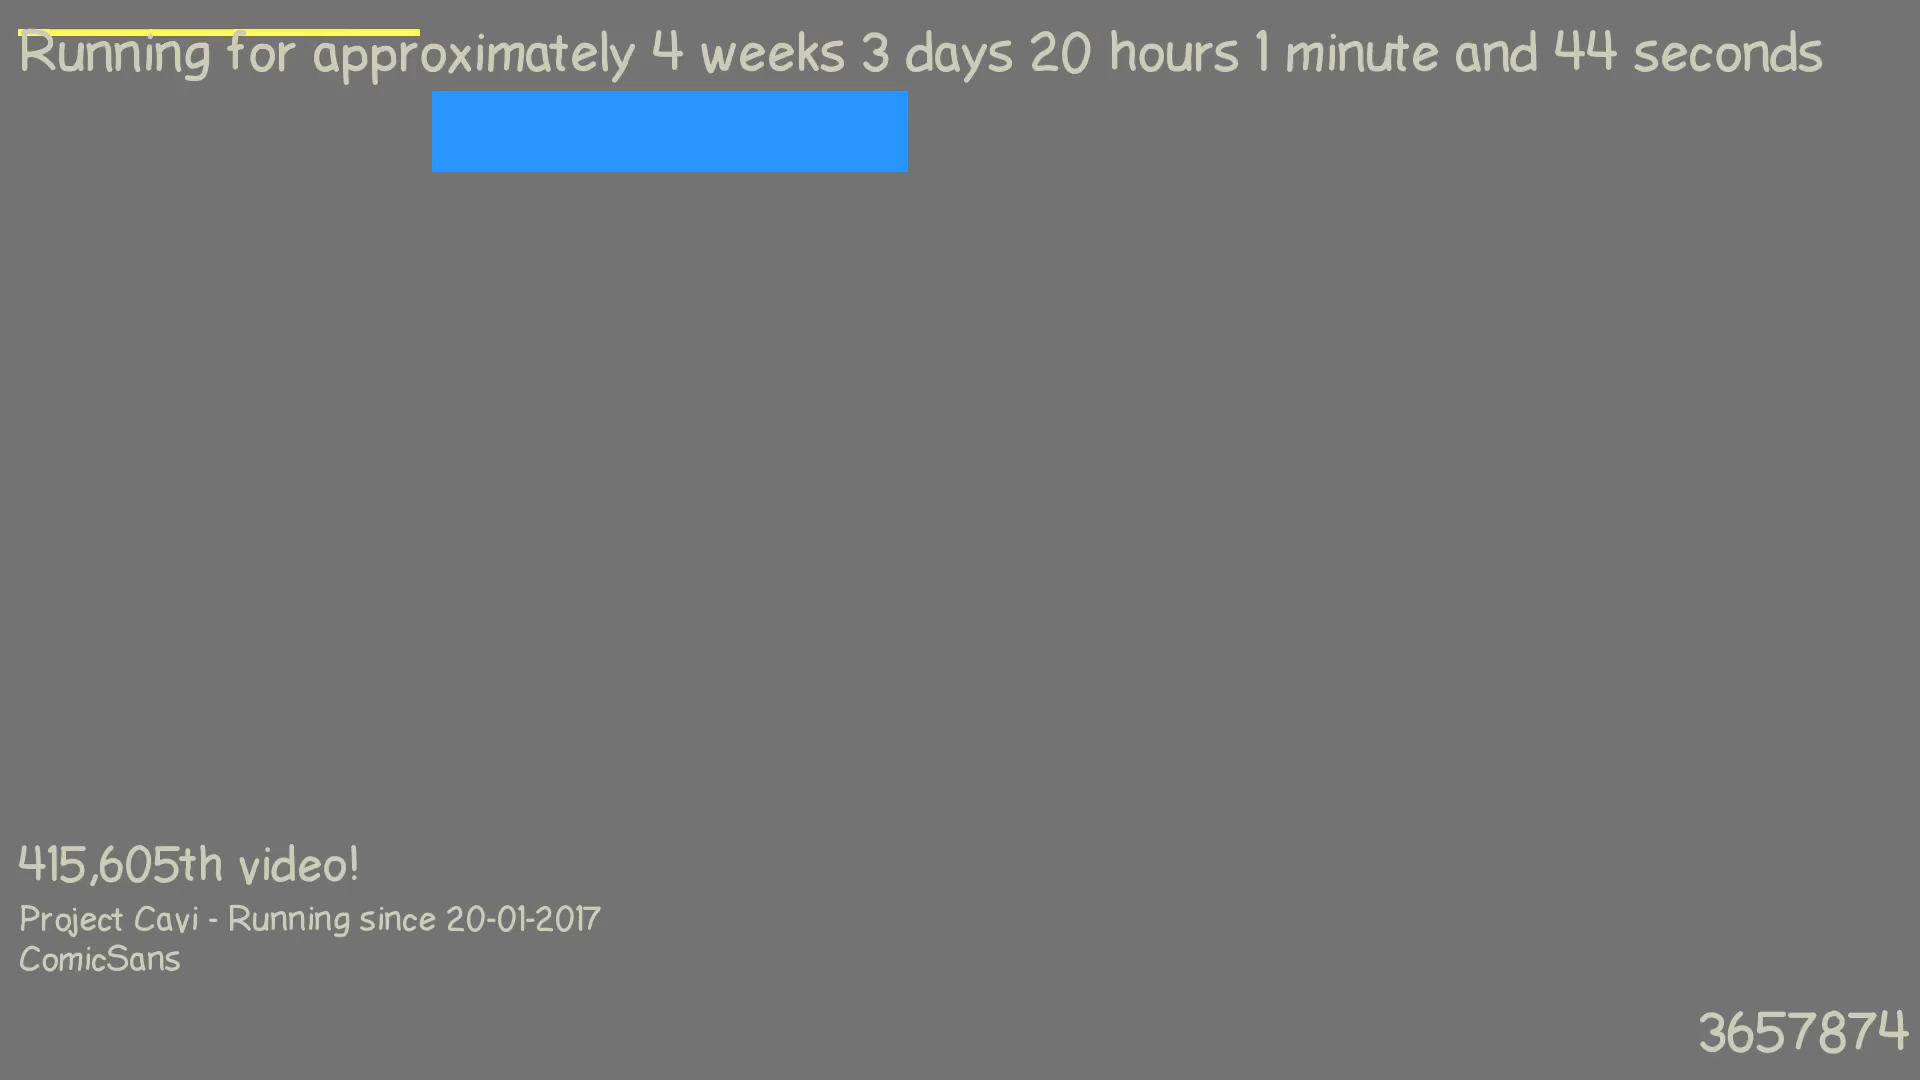 Running for approximately 4 weeks 3 days 20 hours 1 minute and 44 seconds
415,605th video!
Project Cavi - Running since 20-01-2017
ComicSans
3657874